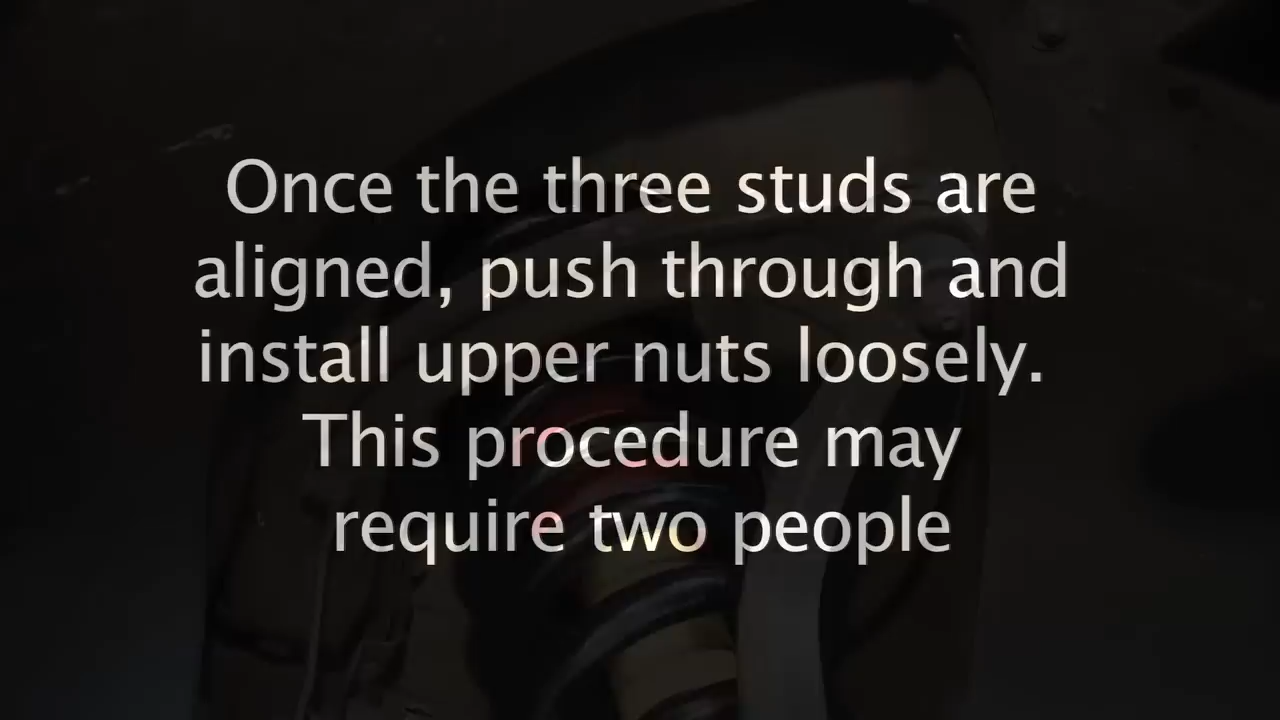 Once the three studs are
aligned, push through and
install upper nuts loosely.
This procedure may
require two people